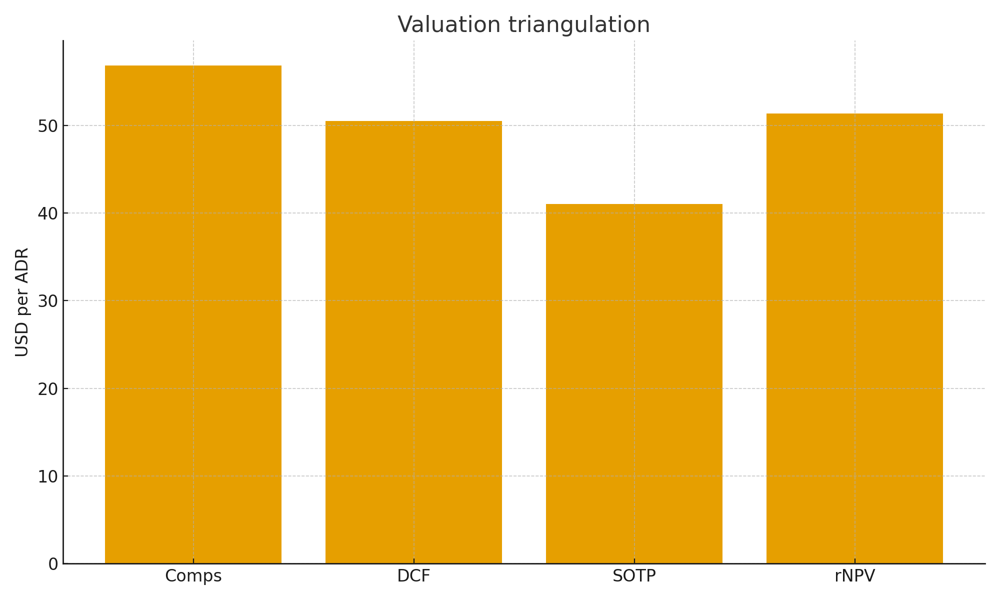 Valuation triangulation
USD per ADR
50
40
30
20
10
0
Comps
DCF
SOTP
rNPV